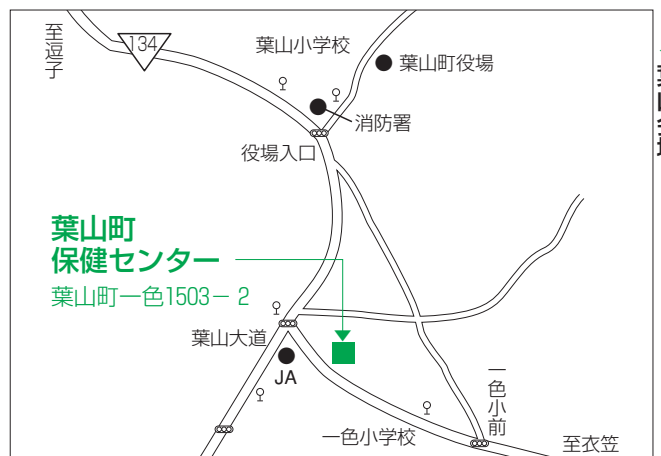 至逗子
134
葉山小学校
葉山町役場
消防署
役場入口
葉山町
保健センター
葉山町一色1503－2
葉山大道
JA
一色小前
一色小学校
至衣笠